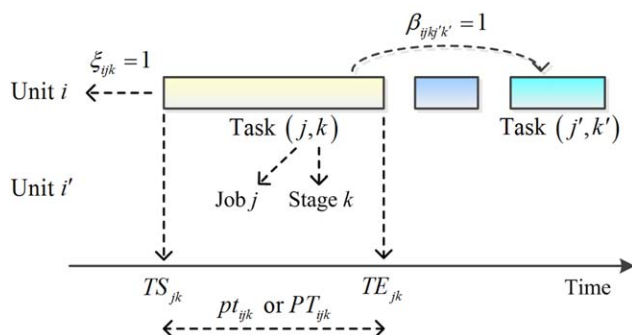 β_{ijkj'k'} = 1
ξ_{ijk} = 1
Unit i
Task (j,k)
Task (j′,k′)
Unit i′
Job j
Stage k
TS_{jk}
TE_{jk}
Time
pt_{ijk} or PT_{ijk}